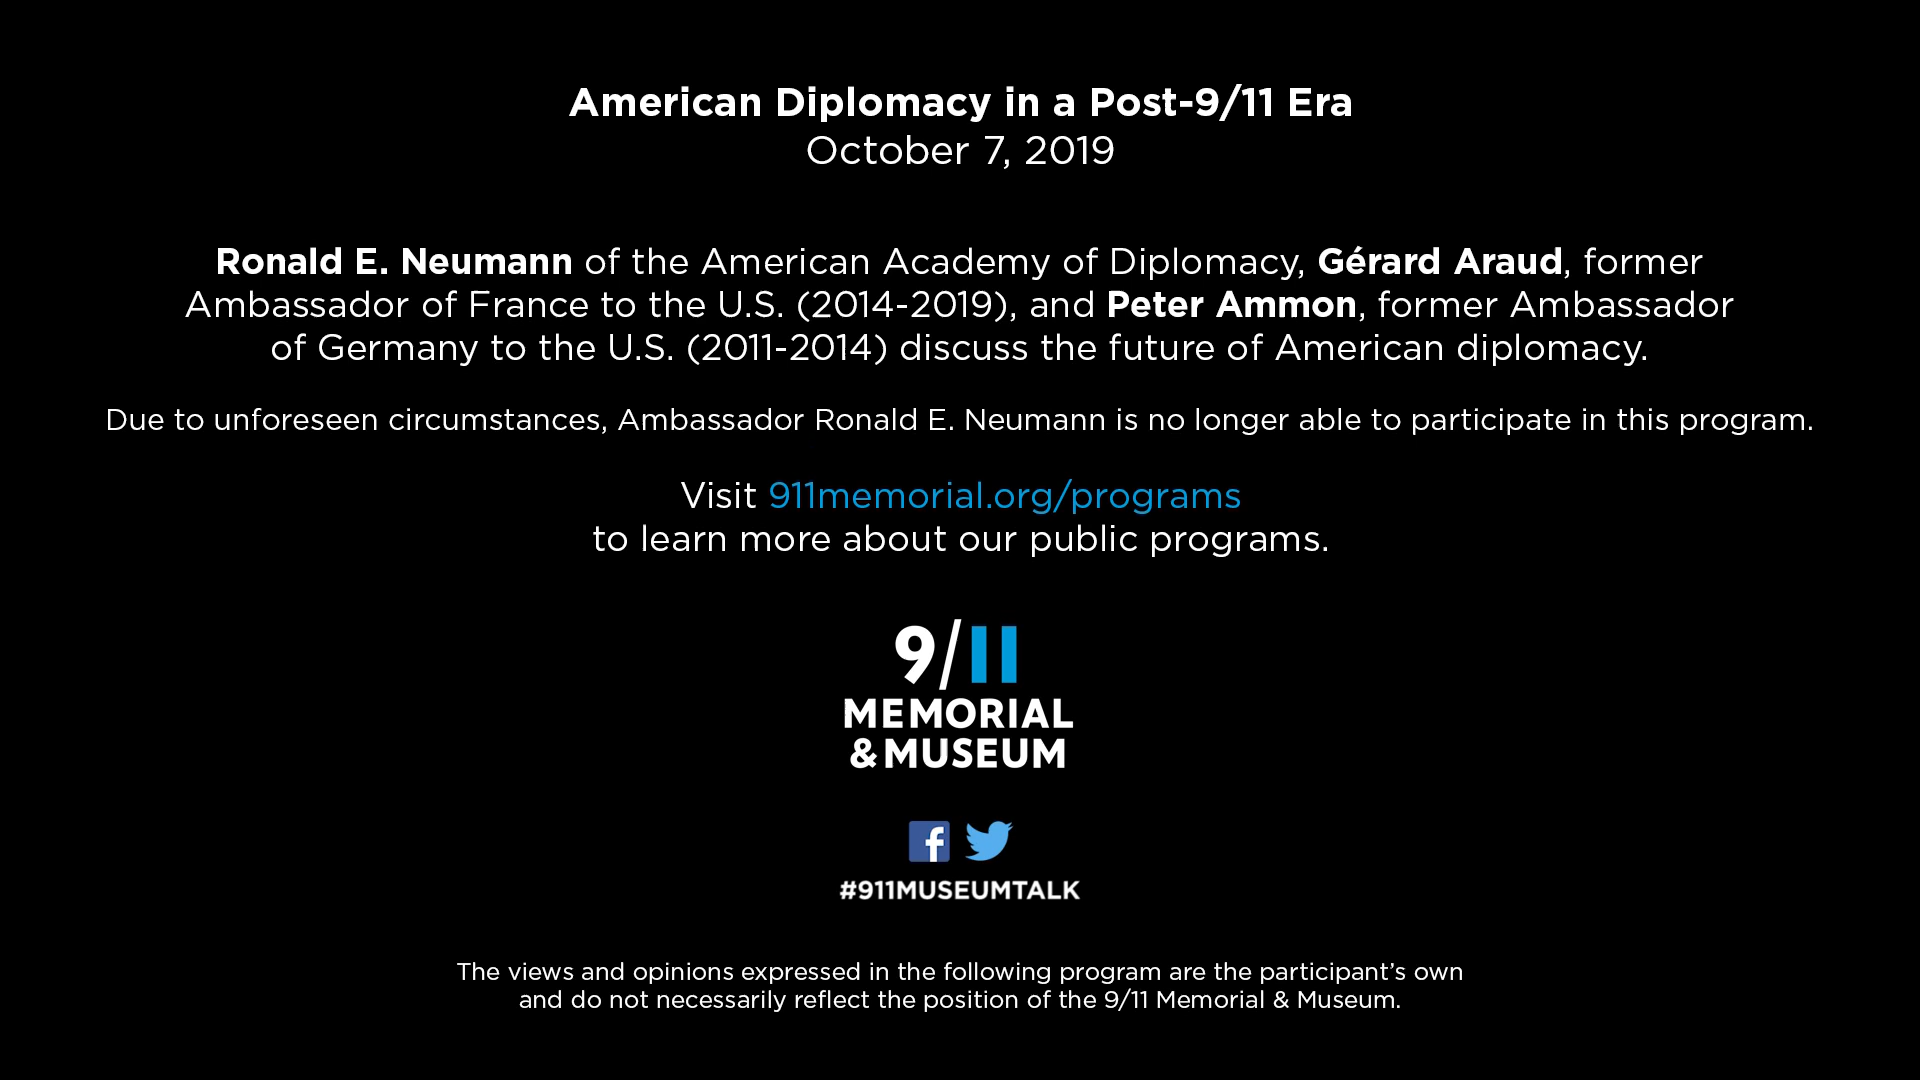 American Diplomacy in a Post-9/11 Era
October 7, 2019
Ronald E. Neumann of the American Academy of Diplomacy, Gérard Araud, former
Ambassador of France to the U.S. (2014-2019), and Peter Ammon, former Ambassador
of Germany to the U.S. (2011-2014) discuss the future of American diplomacy.
Due to unforeseen circumstances, Ambassador Ronald E. Neumann is no longer able to participate in this program.
Visit 911memorial.org/programs
to learn more about our public programs.
9/11
MEMORIAL
& MUSEUM
#911MUSEUMTALK
The views and opinions expressed in the following program are the participant’s own
and do not necessarily reflect the position of the 9/11 Memorial & Museum.